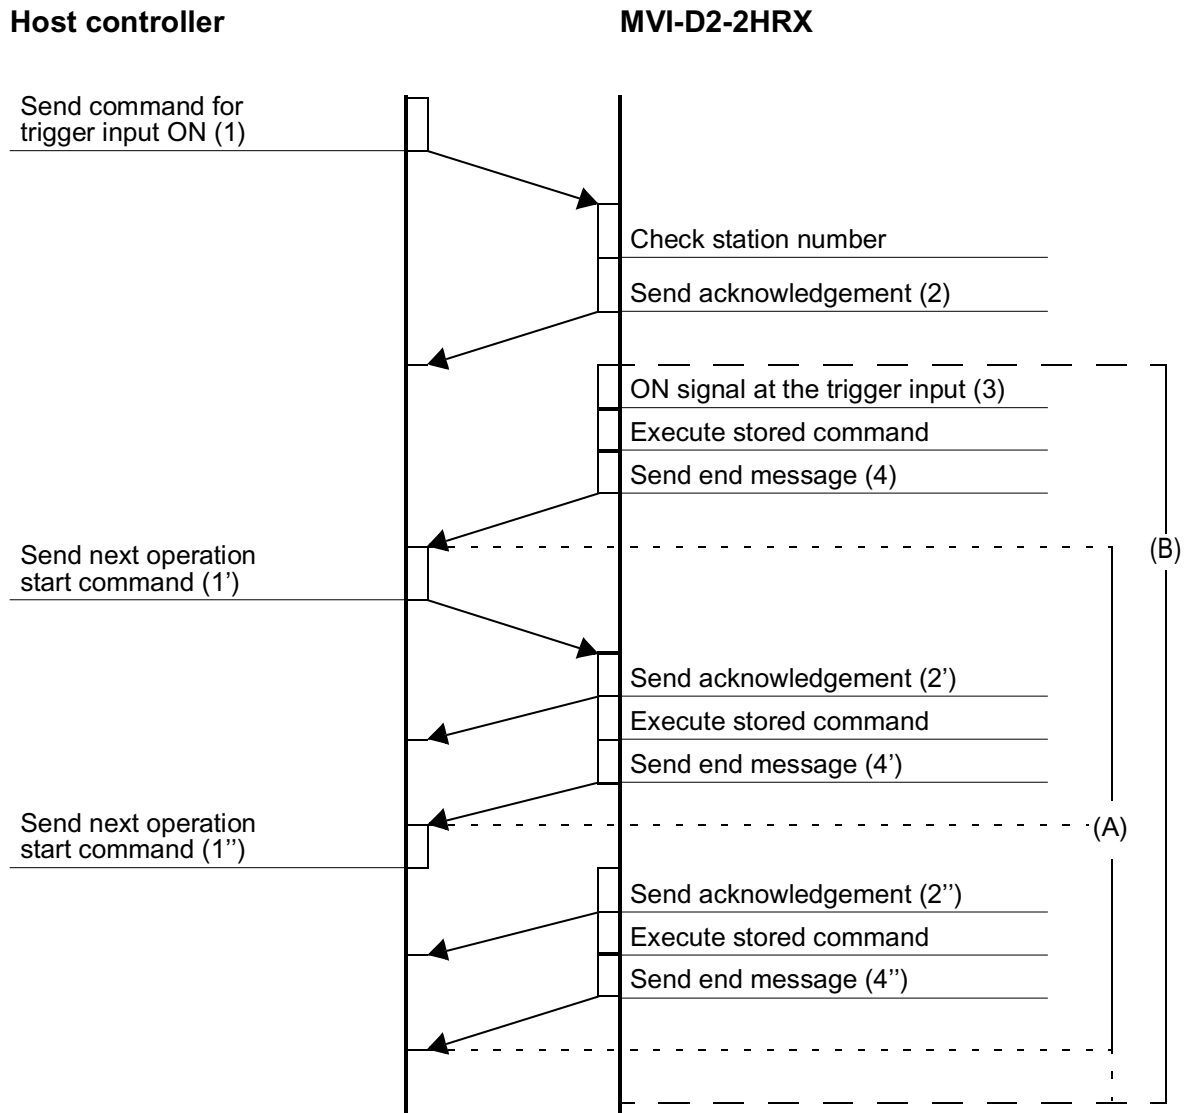 Host controller
MVI-D2-2HRX
Send command for
trigger input ON (1)
Check station number
Send acknowledgement (2)
ON signal at the trigger input (3)
Execute stored command
Send end message (4)
Send next operation
start command (1')
(B)
Send acknowledgement (2')
Execute stored command
Send end message (4')
Send next operation
start command (1'')
(A)
Send acknowledgement (2'')
Execute stored command
Send end message (4'')